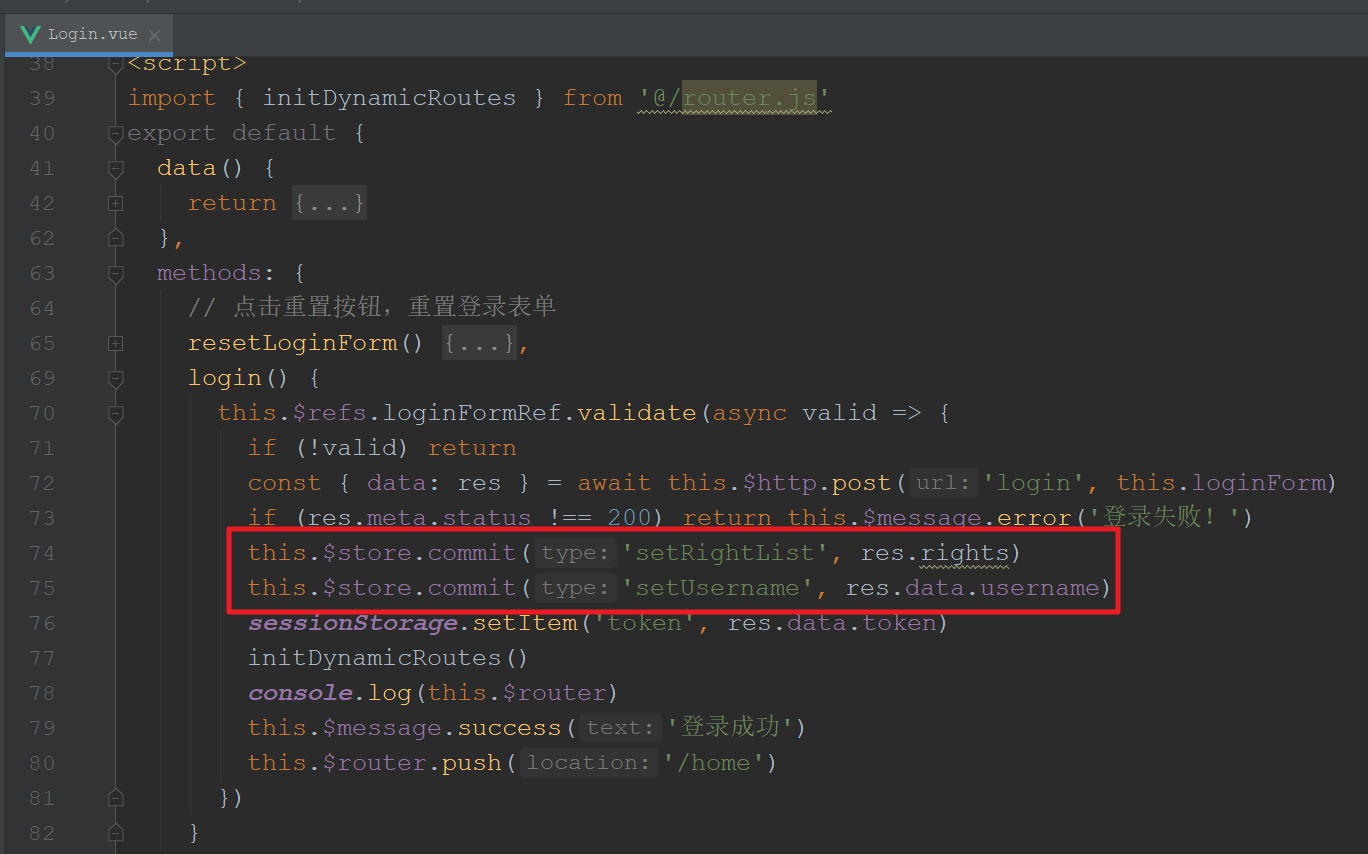 Login.vue
38 <script>
39 import { initDynamicRoutes } from '@/router.js'
40 export default {
41 data() {
42 return {...}
62 },
63 methods: {
64 // 点击重置按钮，重置登录表单
65 resetLoginForm() {...},
69 login() {
70 this.$refs.loginFormRef.validate(async valid => {
71 if (!valid) return
72 const { data: res } = await this.$http.post( url: 'login', this.loginForm)
73 if (res.meta.status !== 200) return this.$message.error('登录失败！')
74 this.$store.commit( type: 'setRightList', res.rights)
75 this.$store.commit( type: 'setUsername', res.data.username)
76 sessionStorage.setItem('token', res.data.token)
77 initDynamicRoutes()
78 console.log(this.$router)
79 this.$message.success( text: '登录成功')
80 this.$router.push( location: '/home')
81 })
82 }